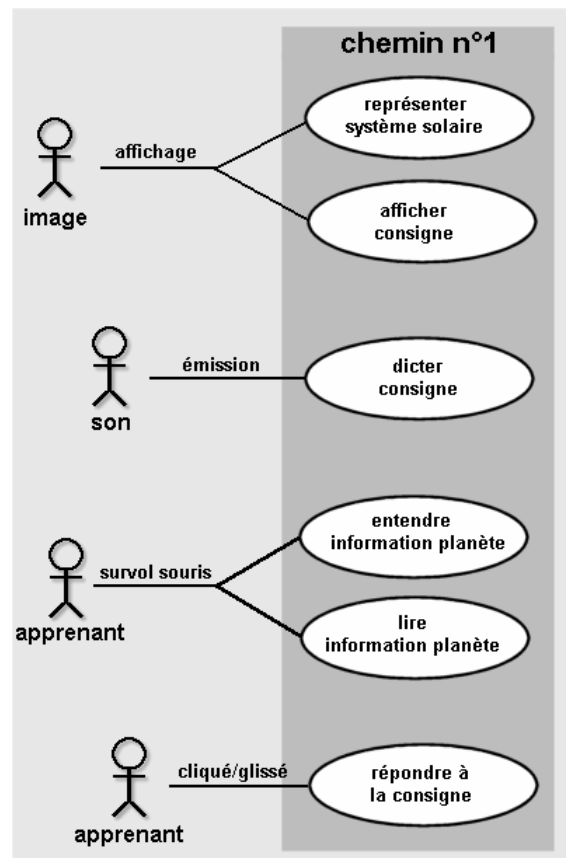 chemin n°1
représenter
système solaire
affichage
image
afficher
consigne
émission
son
dicter
consigne
entendre
information planète
survol souris
apprenant
lire
information planète
cliqué/glissé
apprenant
répondre à
la consigne